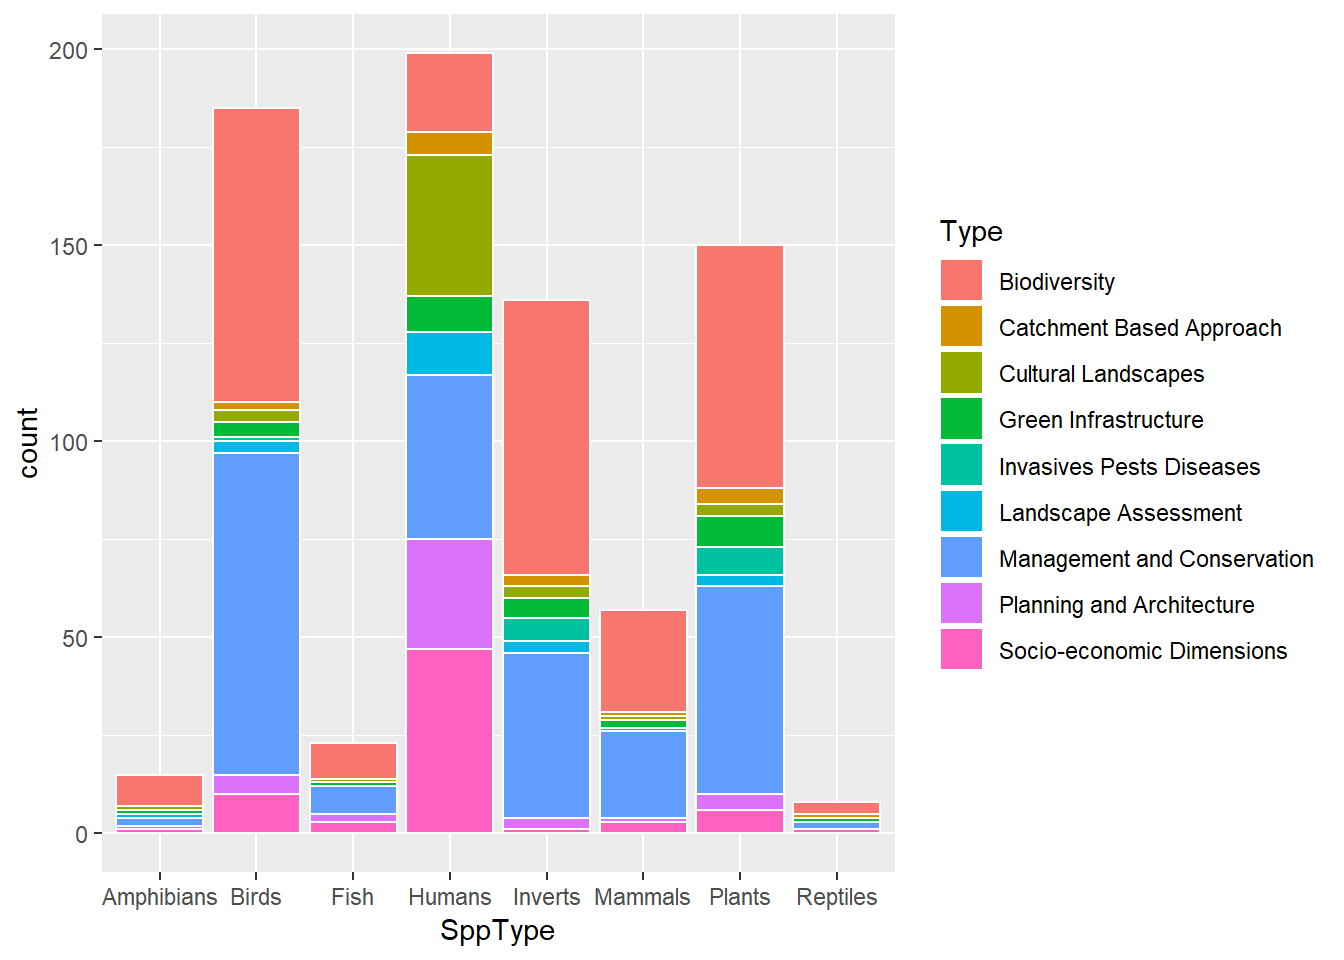 200
150
100
50
0
count
Amphibians Birds Fish Humans Inverts Mammals Plants Reptiles
SppType
Type
Biodiversity
Catchment Based Approach
Cultural Landscapes
Green Infrastructure
Invasives Pests Diseases
Landscape Assessment
Management and Conservation
Planning and Architecture
Socio-economic Dimensions